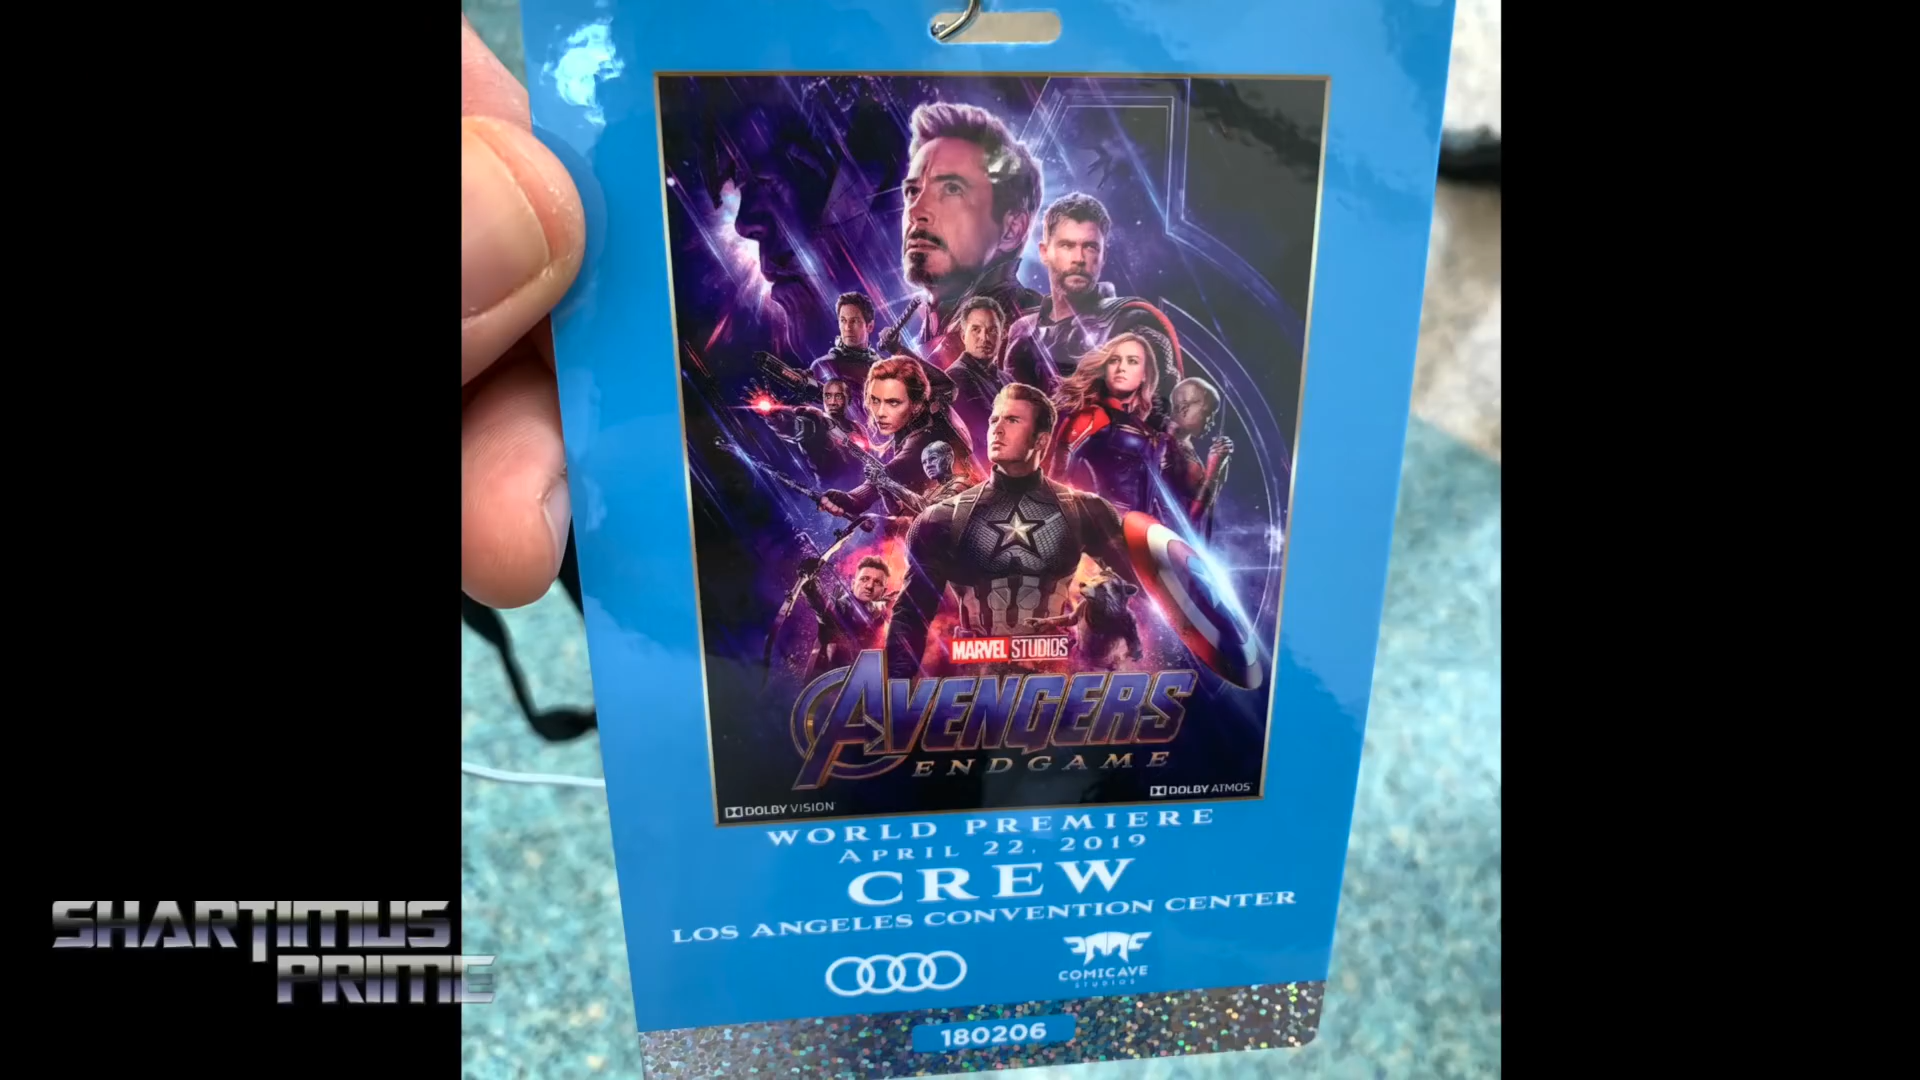 MARVEL STUDIOS
AVENGERS
ENDGAME
DOLBY VISION
DOLBY ATMOS
WORLD PREMIERE
APRIL 22, 2019
CREW
LOS ANGELES CONVENTION CENTER
COMICAVE
STUDIOS
180206
SHARTIMUS
PRIME